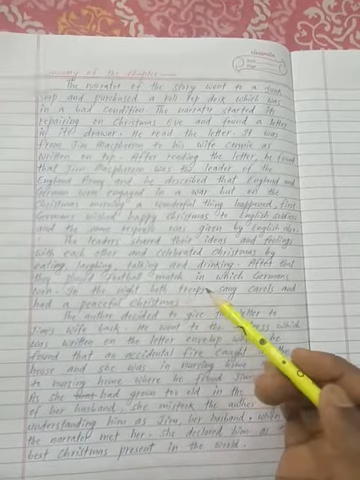 classmate
Date
Page
Summary of the chapter
The narrator of the story went to a junk
shop and purchased a roll top desk which was
in a bad condition. The narrator started
repairing on Christmas Eve and found a letter
in its drawer. He read the letter. It was
from Jim Macpherson to his wife Connie as
written on top. After reading the letter, he found
that Jim Macpherson was the leader of the
England Army and he described that England and
Germans were engaged in a war but on the
Christmas morning a wonderful thing happened, first
Germans wished happy christmas to English soldiers
and the same response was given by English also.
The leaders shared their ideas and feelings
with each other and celebrated christmas by
eating, laughing, talking and drinking. After that
they played football match in which Germans
won. In the night both troops sang carols and
had a peaceful christmas.
The author decided to give the letter to
Jim's wife back. He went to the which
was written on the letter envelop he
found that an accidental fire caught
house and she was in nursing home
to nursing home where he found Jim
As she had grown too old in the
of her husband, she mistook the author
understanding him as Jim, her husband. When
the narrator met her. She declared him as
best Christmas present in the world.